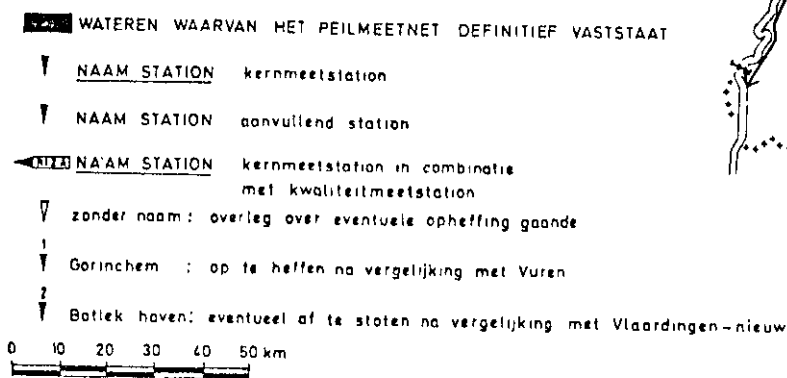 WATEREN WAARVAN HET PEILMEETNET DEFINITIEF VASTSTAAT
NAAM STATION kernmeetstation
NAAM STATION aanvullend station
NAAM STATION kernmeetstation in combinatie
met kwaliteitmeetstation
zonder naam: overleg over eventuele opheffing gaande
1
Gorinchem : op te heffen na vergelijking met Vuren
2
Botlek haven: eventueel af te stoten na vergelijking met Vlaardingen-nieuw
0 10 20 30 40 50 km